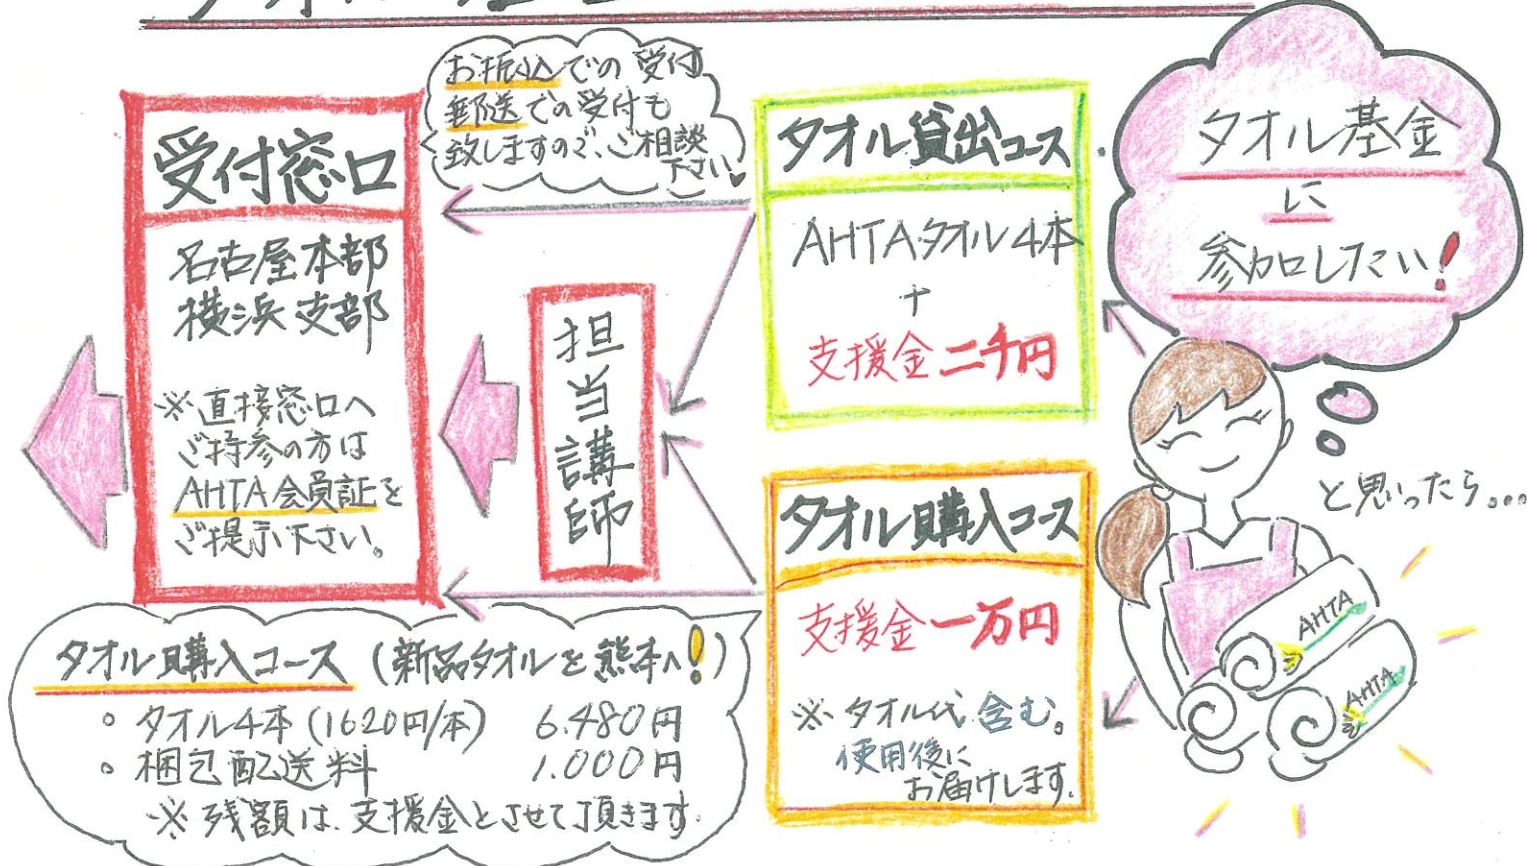 お振込での受付
郵送での受付も
致しますので、ご相談
下さい♥
受付窓口
名古屋本部
横浜支部
※直接窓口へ
ご持参の方は
AHTA会員証を
ご提示下さい。
担当講師
タオル貸出コース
AHTAタオル4本
+
支援金二千円
タオル基金
に
参加したい!
と思ったら...
タオル購入コース
支援金一万円
※タオル代含む。
使用後に
お届けします。
タオル購入コース(新品タオルを熊本へ!)
◦ タオル4本(1620円/本) 6.480円
◦ 梱包配送料 1.000円
※残額は、支援金とさせて頂きます。
AHTA
AHTA